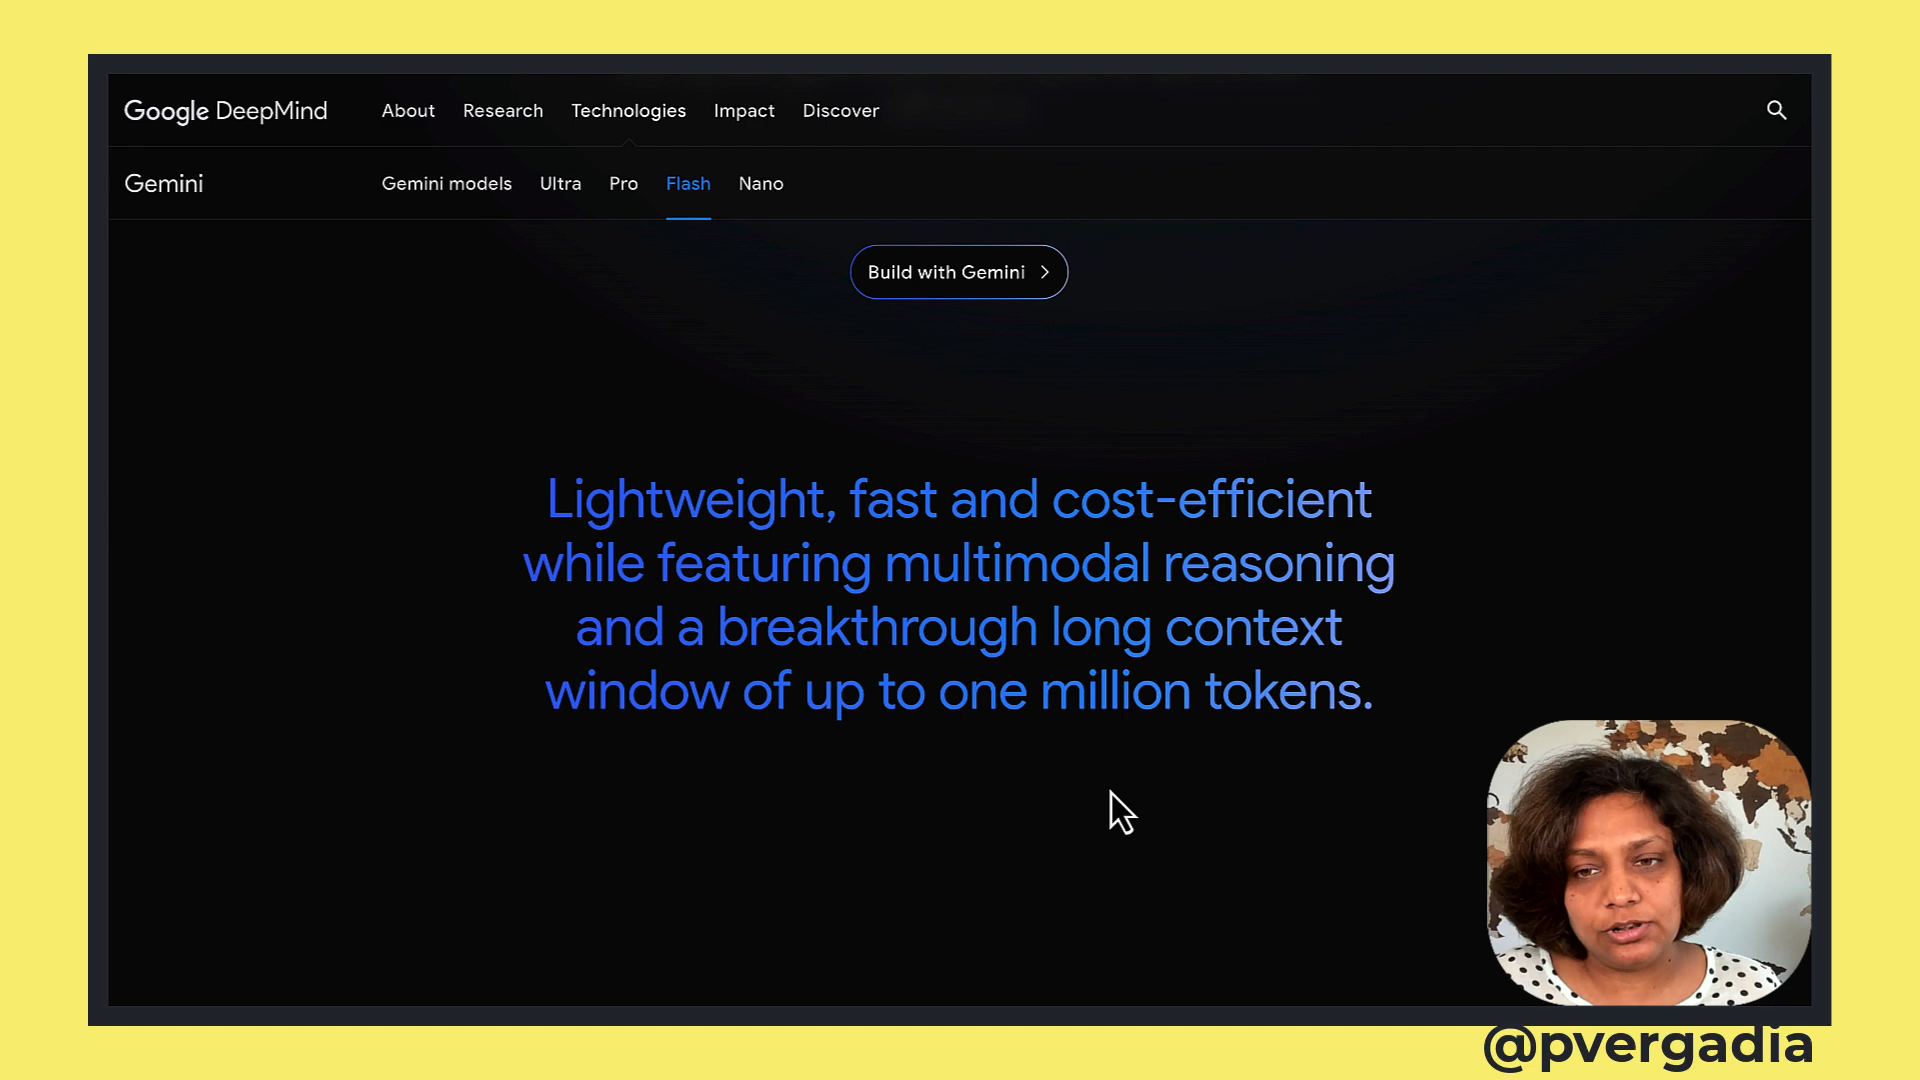 Google DeepMind About Research Technologies Impact Discover
Gemini Gemini models Ultra Pro Flash Nano
Build with Gemini
Lightweight, fast and cost-efficient
while featuring multimodal reasoning
and a breakthrough long context
window of up to one million tokens.
@pvergadia